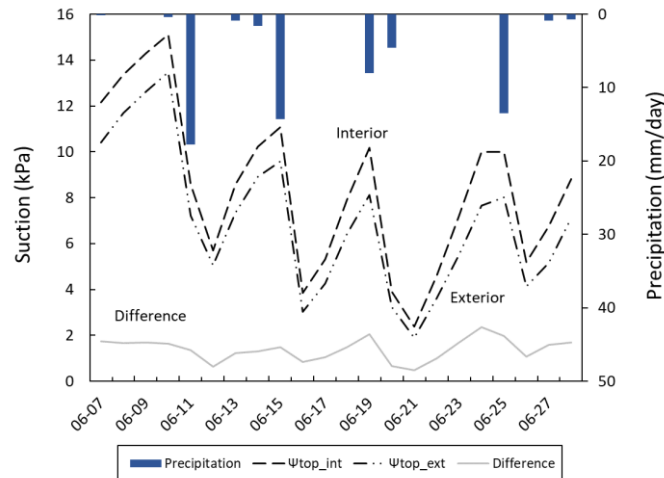 16
14
12
10
8
6
4
2
0
Suction (kPa)
Interior
Exterior
Difference
0
10
20
30
40
50
Precipitation (mm/day)
06-07
06-09
06-11
06-13
06-15
06-17
06-19
06-21
06-23
06-25
06-27
Precipitation
Ψtop_int
Ψtop_ext
Difference